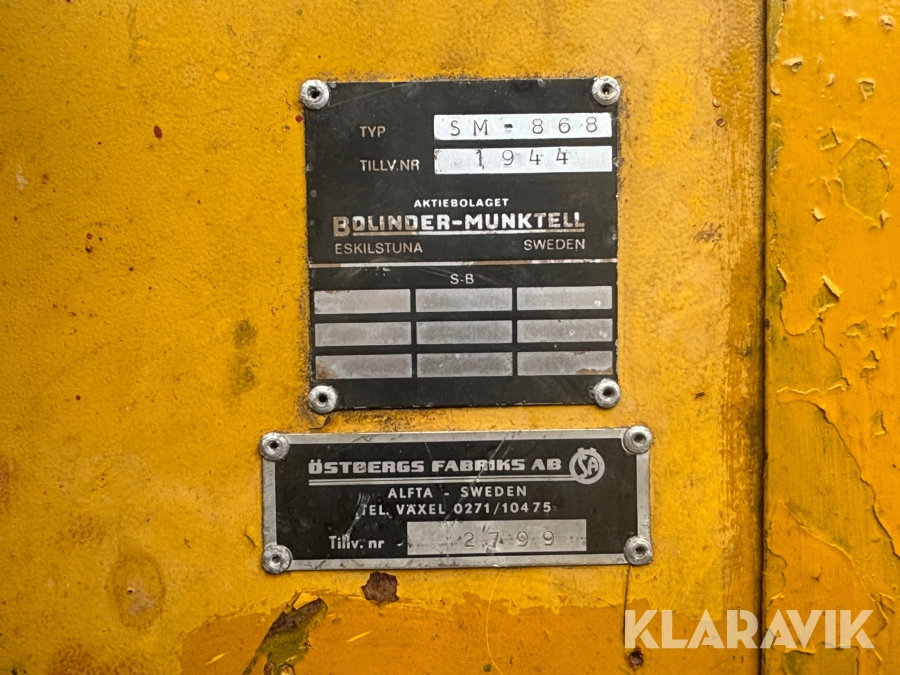 TYP SM-868
TILLV.NR 1944
AKTIEBOLAGET
BOLINDER-MUNKTELL
ESKILSTUNA SWEDEN
S-B
ÖSTBERGS FABRIKS AB ÖSA
ALFTA - SWEDEN
TEL. VÄXEL 0271/10475
Tillv. nr 2799
KLARAVIK